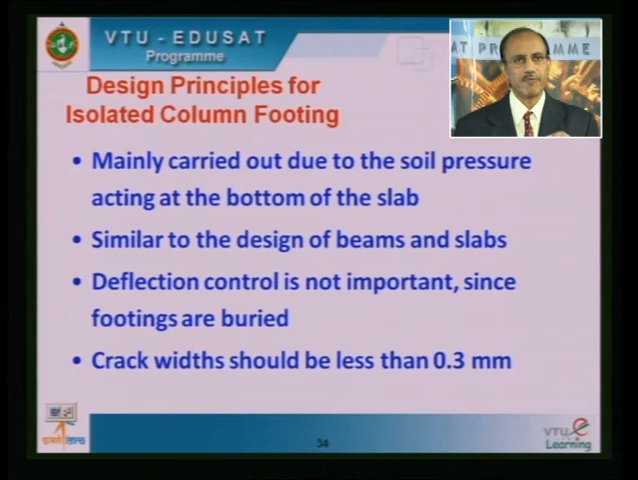 VTU - EDUSAT
Programme
AT PR MME
Design Principles for
Isolated Column Footing
• Mainly carried out due to the soil pressure
acting at the bottom of the slab
• Similar to the design of beams and slabs
• Deflection control is not important, since
footings are buried
• Crack widths should be less than 0.3 mm
34
VTU e
Learning